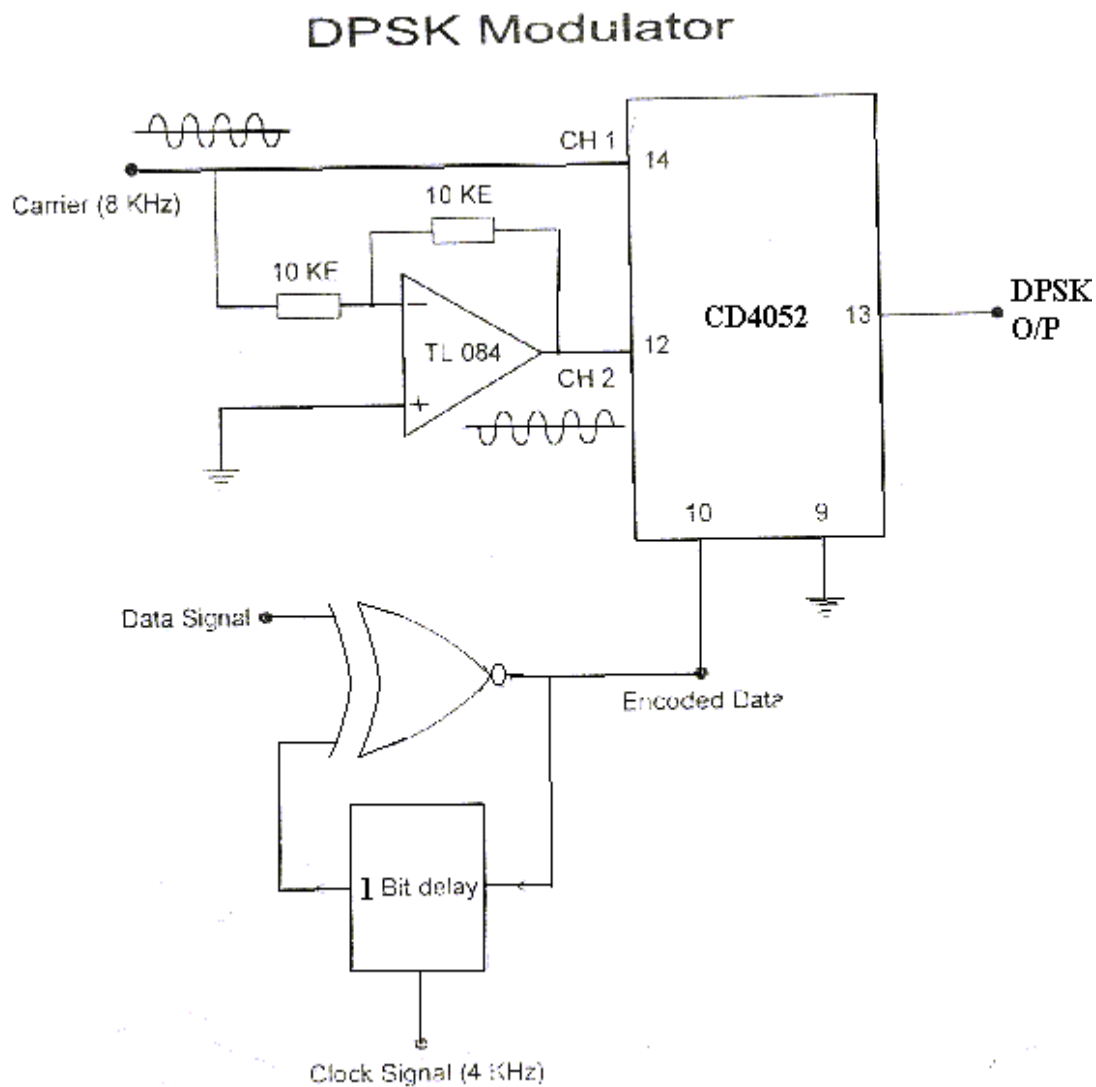 DPSK Modulator
CH 1
14
Carrier (8 KHz)
10 KE
10 KE
TL 084
12
CH 2
CD4052
13
DPSK
O/P
10
9
Data Signal
Encoded Data
1 Bit delay
Clock Signal (4 KHz)